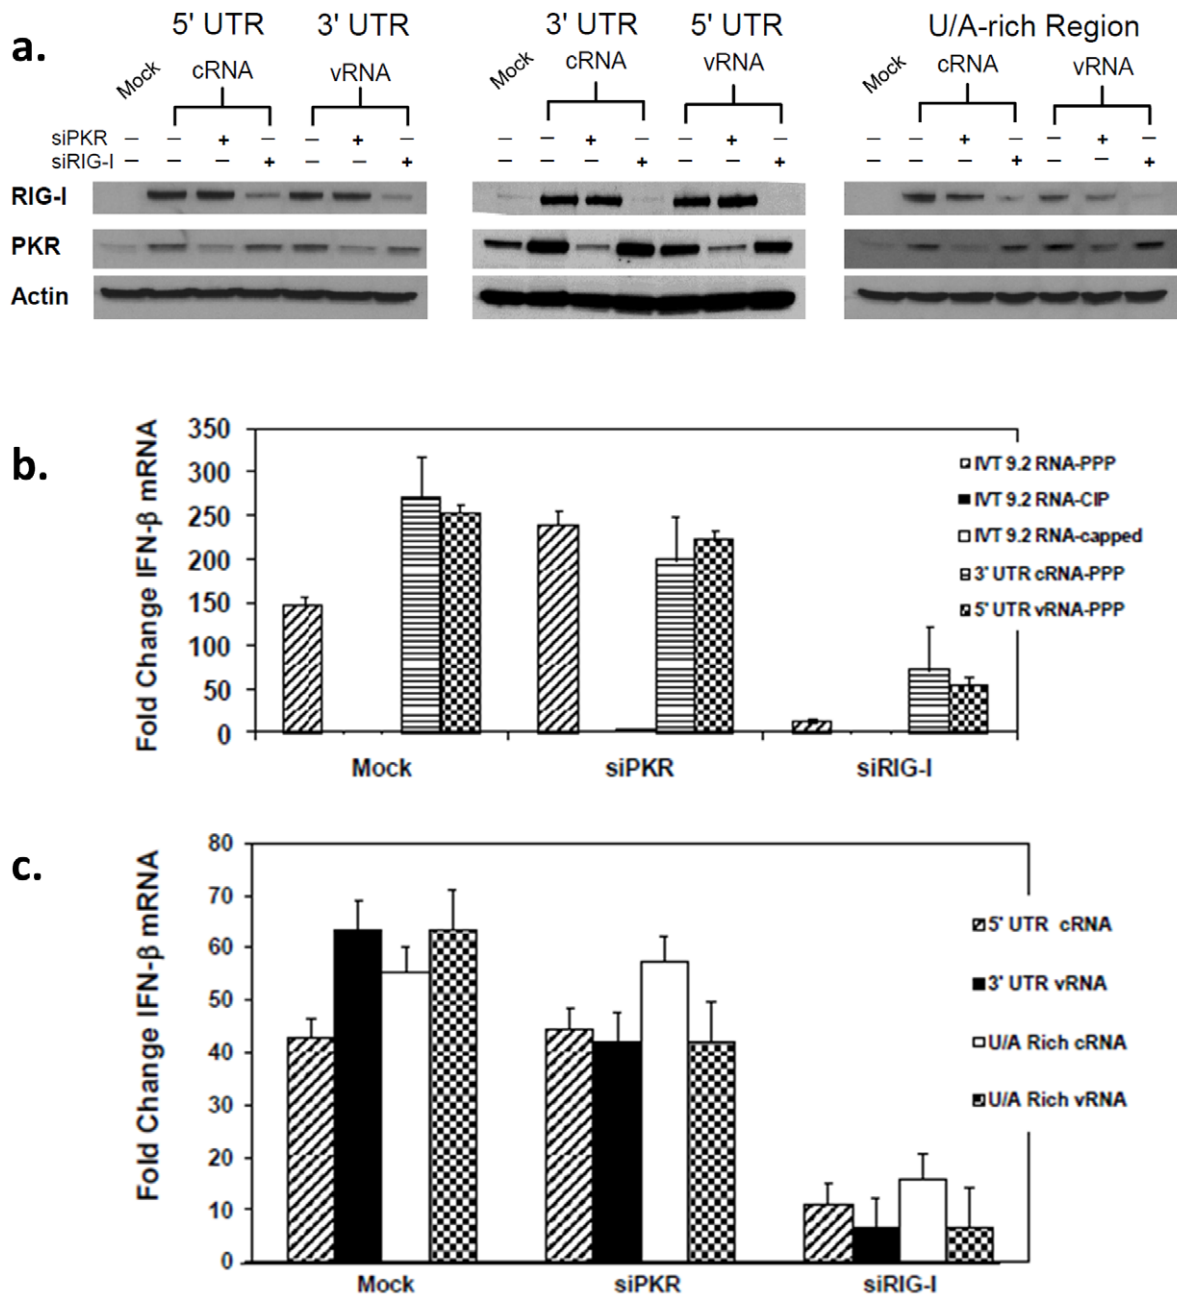 a.
5' UTR 3' UTR 3' UTR 5' UTR U/A-rich Region
Mock cRNA vRNA Mock cRNA vRNA Mock cRNA vRNA
siPKR – – + – – + – – – + – – + – – – + – – + –
siRIG-I – – – + – – + – – – + – – + – – – + – – +
RIG-I
PKR
Actin
b.
Fold Change IFN-β mRNA
350
300
250
200
150
100
50
0
Mock siPKR siRIG-I
IVT 9.2 RNA-PPP
IVT 9.2 RNA-CIP
IVT 9.2 RNA-capped
3' UTR cRNA-PPP
5' UTR vRNA-PPP
c.
Fold Change IFN-β mRNA
80
70
60
50
40
30
20
10
0
Mock siPKR siRIG-I
5' UTR cRNA
3' UTR vRNA
U/A Rich cRNA
U/A Rich vRNA